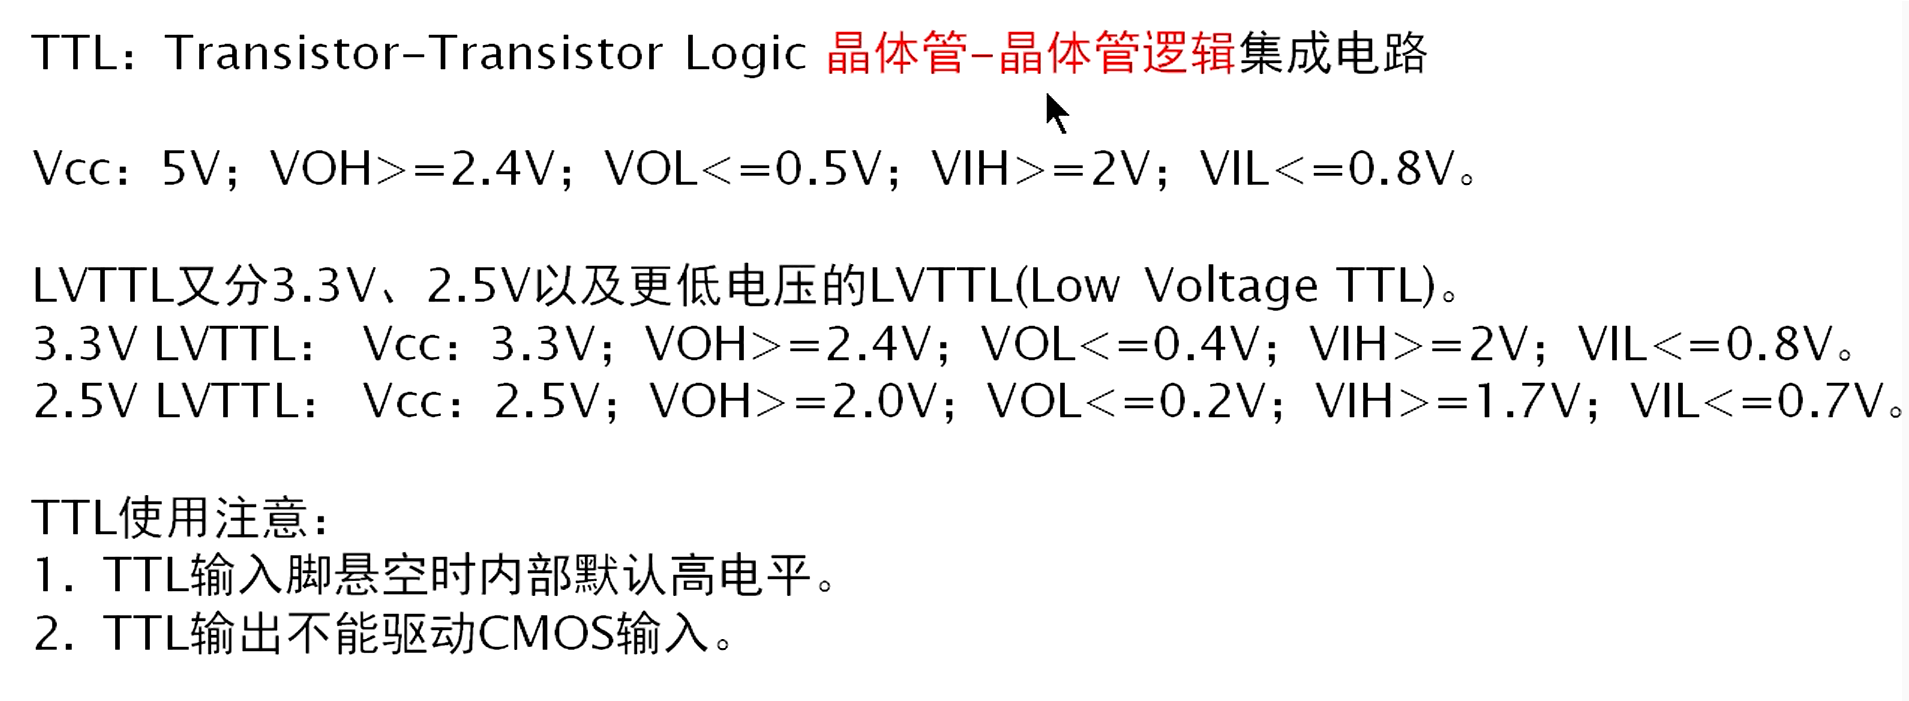 TTL：Transistor-Transistor Logic 晶体管-晶体管逻辑集成电路
Vcc：5V；VOH>=2.4V；VOL<=0.5V；VIH>=2V；VIL<=0.8V。
LVTTL又分3.3V、2.5V以及更低电压的LVTTL(Low Voltage TTL)。
3.3V LVTTL： Vcc：3.3V；VOH>=2.4V；VOL<=0.4V；VIH>=2V；VIL<=0.8V。
2.5V LVTTL： Vcc：2.5V；VOH>=2.0V；VOL<=0.2V；VIH>=1.7V；VIL<=0.7V。
TTL使用注意：
1. TTL输入脚悬空时内部默认高电平。
2. TTL输出不能驱动CMOS输入。